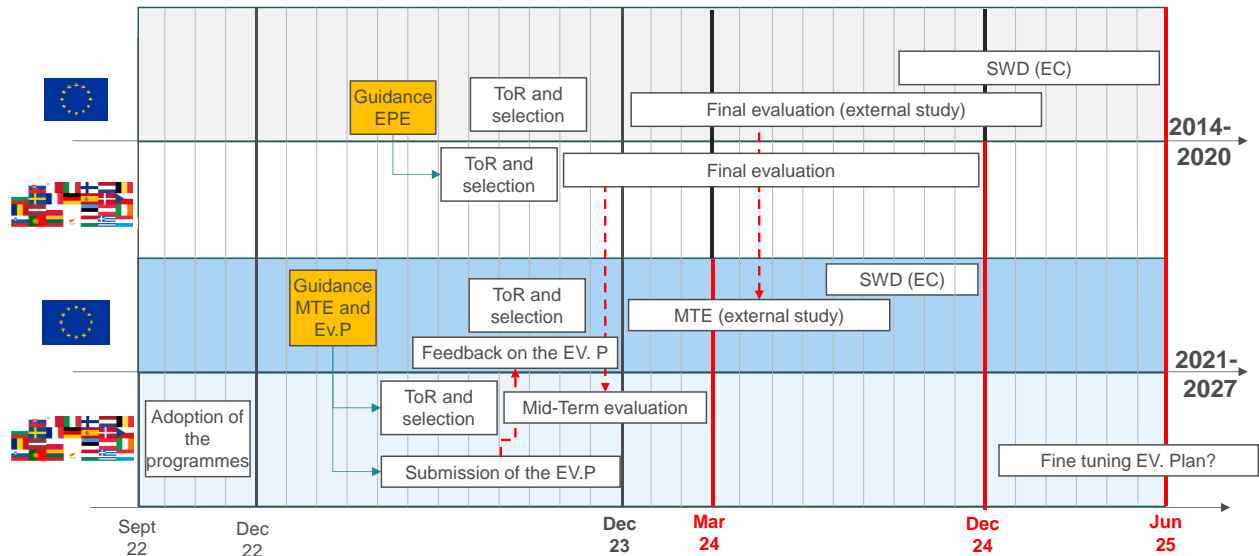 SWD (EC)
Guidance
EPE
ToR and
selection
Final evaluation (external study)
2014-
2020
ToR and
selection
Final evaluation
Guidance
MTE and
Ev.P
ToR and
selection
SWD (EC)
MTE (external study)
Feedback on the EV. P
2021-
2027
Adoption of
the
programmes
ToR and
selection
Mid-Term evaluation
Submission of the EV.P
Fine tuning EV. Plan?
Sept
22
Dec
22
Dec
23
Mar
24
Dec
24
Jun
25